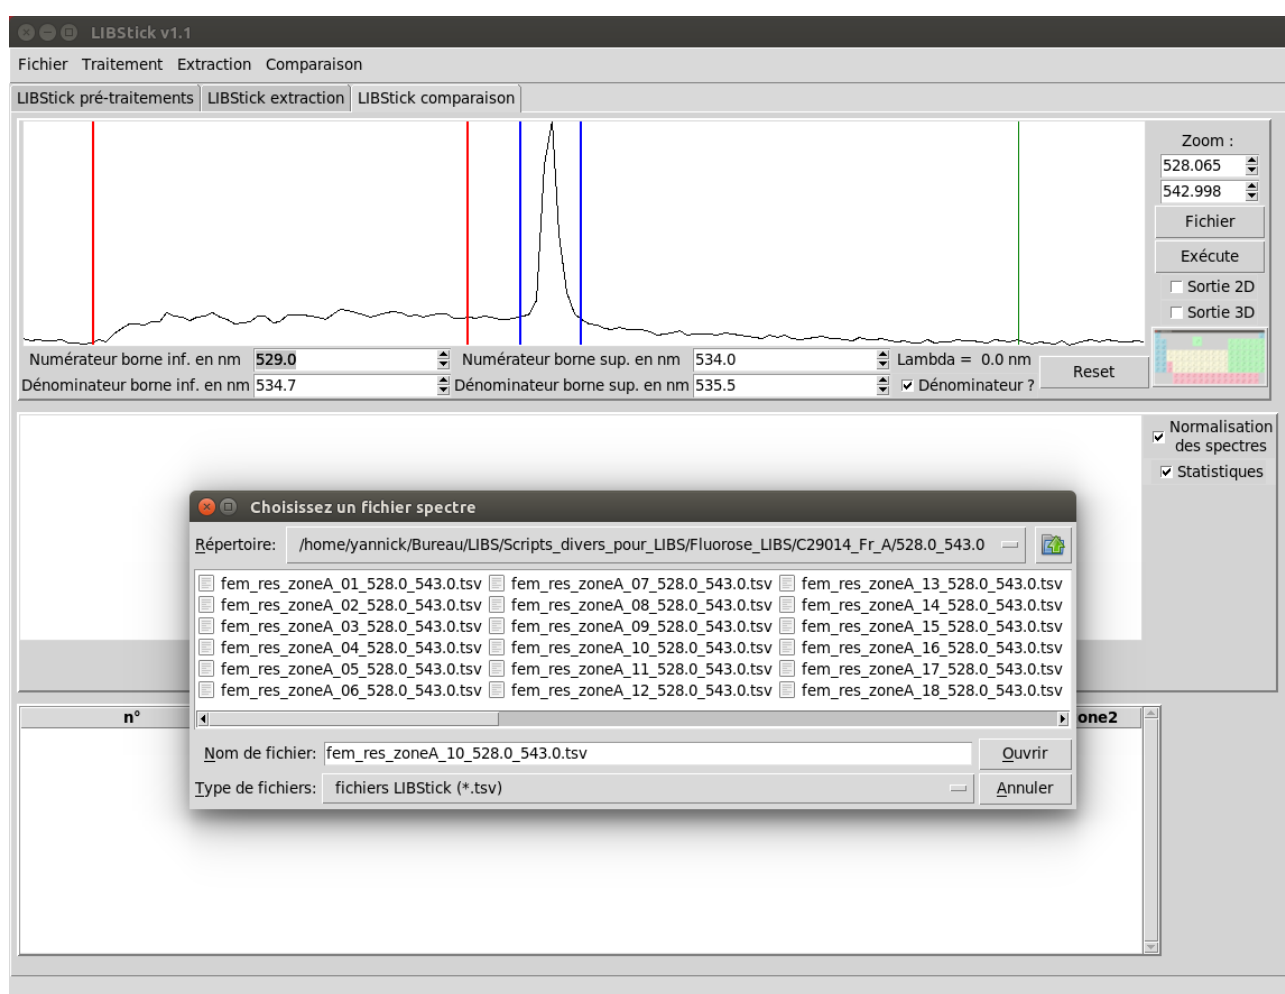 LIBStick v1.1
Fichier Traitement Extraction Comparaison
LIBStick pré-traitements LIBStick extraction LIBStick comparaison
Zoom :
528.065
542.998
Fichier
Exécute
Sortie 2D
Sortie 3D
Numérateur borne inf. en nm 529.0 Numérateur borne sup. en nm 534.0 Lambda = 0.0 nm
Dénominateur borne inf. en nm 534.7 Dénominateur borne sup. en nm 535.5 Dénominateur ?
Reset
Normalisation
des spectres
Statistiques
Choisissez un fichier spectre
Répertoire: /home/yannick/Bureau/LIBS/Scripts_divers_pour_LIBS/Fluorose_LIBS/C29014_Fr_A/528.0_543.0
fem_res_zoneA_01_528.0_543.0.tsv fem_res_zoneA_07_528.0_543.0.tsv fem_res_zoneA_13_528.0_543.0.tsv
fem_res_zoneA_02_528.0_543.0.tsv fem_res_zoneA_08_528.0_543.0.tsv fem_res_zoneA_14_528.0_543.0.tsv
fem_res_zoneA_03_528.0_543.0.tsv fem_res_zoneA_09_528.0_543.0.tsv fem_res_zoneA_15_528.0_543.0.tsv
fem_res_zoneA_04_528.0_543.0.tsv fem_res_zoneA_10_528.0_543.0.tsv fem_res_zoneA_16_528.0_543.0.tsv
fem_res_zoneA_05_528.0_543.0.tsv fem_res_zoneA_11_528.0_543.0.tsv fem_res_zoneA_17_528.0_543.0.tsv
fem_res_zoneA_06_528.0_543.0.tsv fem_res_zoneA_12_528.0_543.0.tsv fem_res_zoneA_18_528.0_543.0.tsv
n° one2
Nom de fichier: fem_res_zoneA_10_528.0_543.0.tsv Ouvrir
Type de fichiers: fichiers LIBStick (*.tsv) Annuler